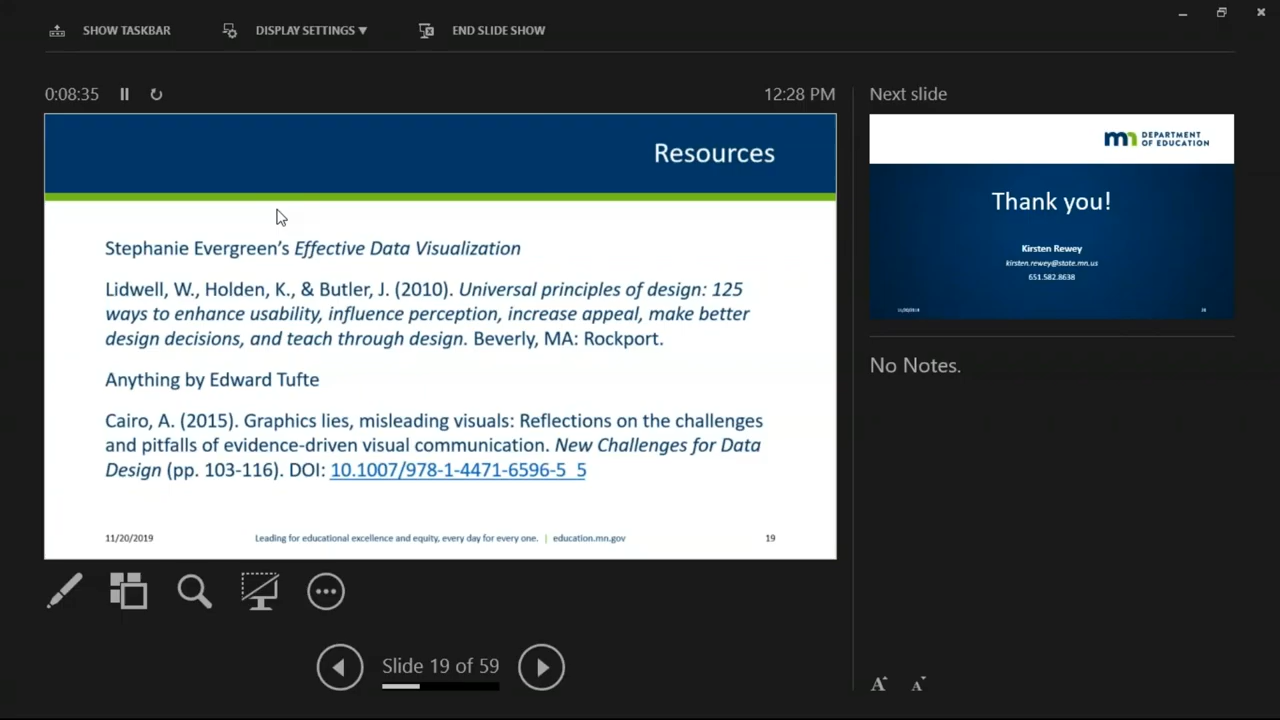 SHOW TASKBAR
DISPLAY SETTINGS
END SLIDE SHOW
0:08:35
12:28 PM
Resources
Stephanie Evergreen's Effective Data Visualization
Lidwell, W., Holden, K., & Butler, J. (2010). Universal principles of design: 125
ways to enhance usability, influence perception, increase appeal, make better
design decisions, and teach through design. Beverly, MA: Rockport.
Anything by Edward Tufte
Cairo, A. (2015). Graphics lies, misleading visuals: Reflections on the challenges
and pitfalls of evidence-driven visual communication. New Challenges for Data
Design (pp. 103-116). DOI: 10.1007/978-1-4471-6596-5_5
11/20/2019
Leading for educational excellence and equity, every day for every one. | education.mn.gov
19
Slide 19 of 59
Next slide
mn DEPARTMENT
OF EDUCATION
Thank you!
Kirsten Rewey
kirsten.rewey@state.mn.us
651.582.8638
No Notes.
A A